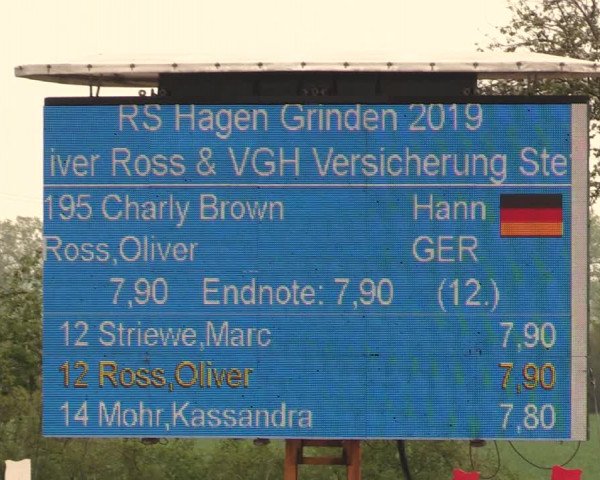 RS Hagen Grinden 2019
iver Ross & VGH Versicherung Ste
195 Charly Brown Hann
Ross,Oliver GER
7,90 Endnote: 7,90 (12.)
12 Striewe,Marc 7,90
12 Ross,Oliver 7,90
14 Mohr,Kassandra 7,80